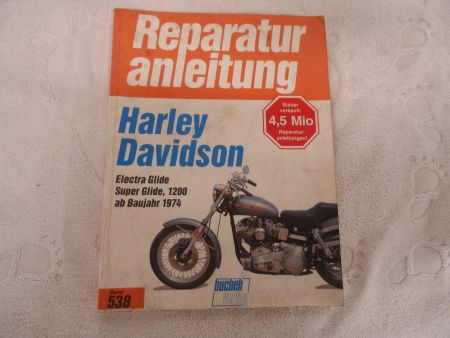 Reparatur
anleitung
Bisher
verkauft:
4,5 Mio
Reparatur-
anleitungen!
Harley
Davidson
Electra Glide
Super Glide, 1200
ab Baujahr 1974
Band
538
bucheli